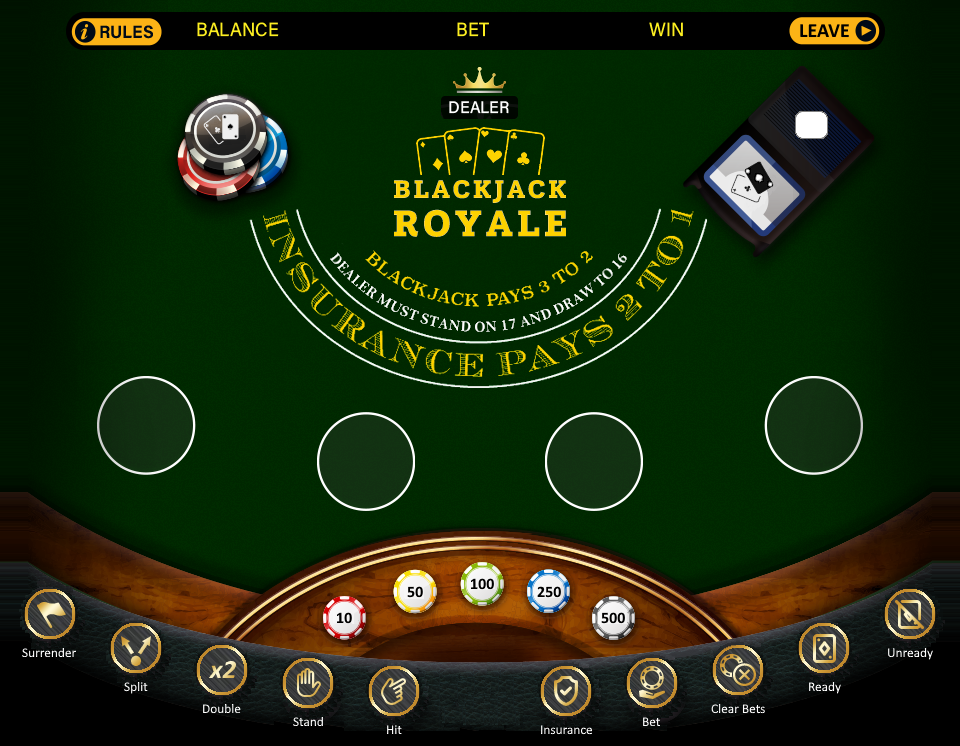 i RULES
BALANCE
BET
WIN
LEAVE
DEALER
BLACKJACK
ROYALE
BLACKJACK PAYS 3 TO 2
DEALER MUST STAND ON 17 AND DRAW TO 16
INSURANCE PAYS 2 TO 1
10
50
100
250
500
Surrender
Split
x2
Double
Stand
Hit
Insurance
Bet
Clear Bets
Ready
Unready